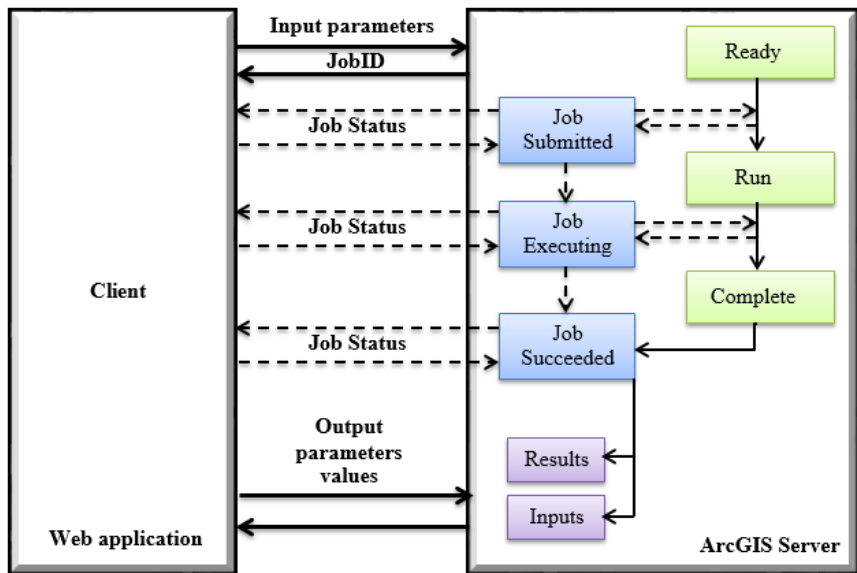 Input parameters
JobID
Ready
Job Status
Job
Submitted
Run
Job Status
Job
Executing
Client
Complete
Job Status
Job
Succeeded
Output
parameters
values
Results
Inputs
Web application
ArcGIS Server